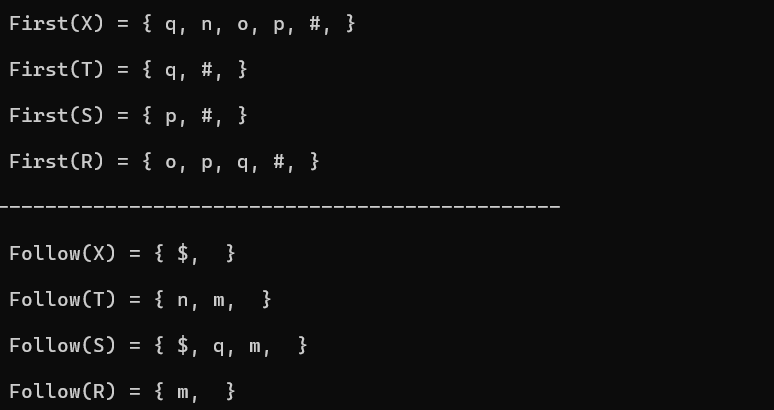 First(X) = { q, n, o, p, #, }
First(T) = { q, #, }
First(S) = { p, #, }
First(R) = { o, p, q, #, }
-----------------------------------------------
Follow(X) = { $,  }
Follow(T) = { n, m,  }
Follow(S) = { $, q, m,  }
Follow(R) = { m,  }